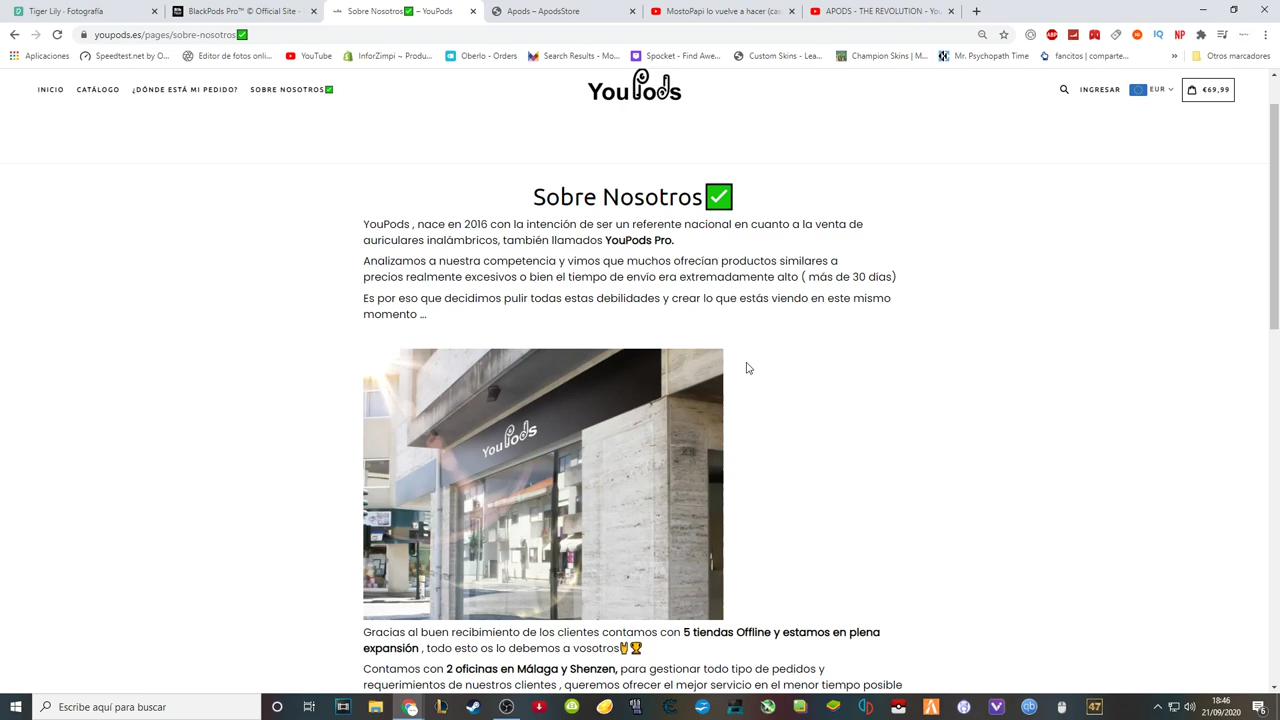 Tiger Lily - Fotografía
BlackPods Pro™ © Official Site -
Sobre Nosotros✅ – YouPods
Apods – ApodsStore
MostoPapi lo vuelve a hacer (cas
APODS - THE REVOLUTION - You
youpods.es/pages/sobre-nosotros✅
Aplicaciones
Speedtest.net by O...
Editor de fotos onli...
YouTube
InforZimpi ~ Produ...
Oberlo - Orders
Search Results - Mo...
Spocket - Find Awe...
Custom Skins - Lea...
Champion Skins | M...
Mr. Psychopath Time
fancitos | comparte...
»
Otros marcadores
INICIO
CATÁLOGO
¿DÓNDE ESTÁ MI PEDIDO?
SOBRE NOSOTROS✅
YouPods
INGRESAR
EUR
€69,99
Sobre Nosotros✅
YouPods , nace en 2016 con la intención de ser un referente nacional en cuanto a la venta de
auriculares inalámbricos, también llamados YouPods Pro.
Analizamos a nuestra competencia y vimos que muchos ofrecían productos similares a
precios realmente excesivos o bien el tiempo de envío era extremadamente alto ( más de 30 días)
Es por eso que decidimos pulir todas estas debilidades y crear lo que estás viendo en este mismo
momento ...
YouPods
Gracias al buen recibimiento de los clientes contamos con 5 tiendas Offline y estamos en plena
expansión , todo esto os lo debemos a vosotros🤘🏆
Contamos con 2 oficinas en Málaga y Shenzen, para gestionar todo tipo de pedidos y
requerimientos de nuestros clientes , queremos ofrecer el mejor servicio en el menor tiempo posible
Escribe aquí para buscar
47
18:46
21/09/2020